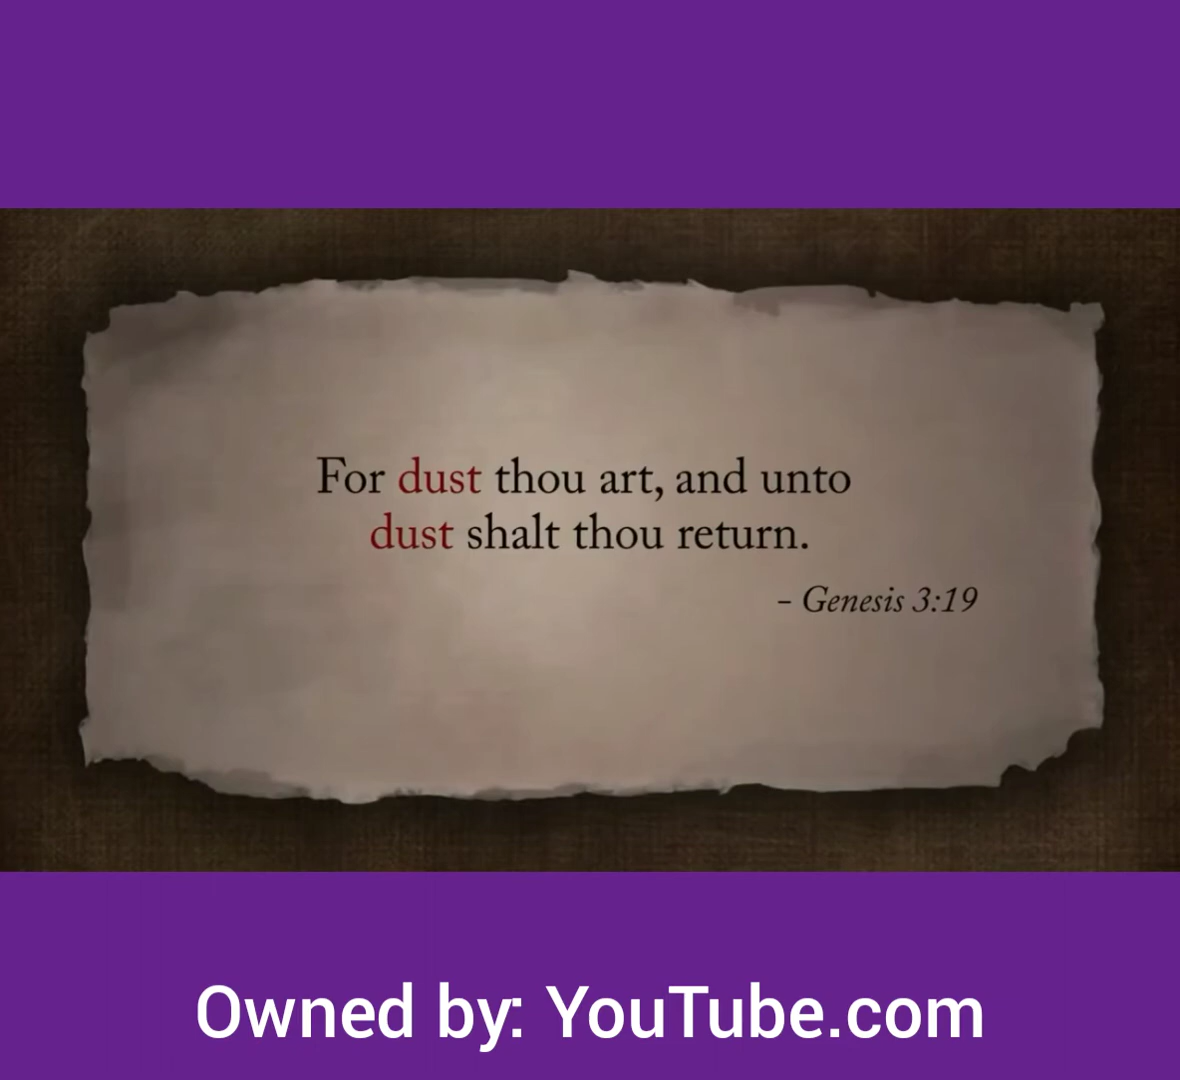 For dust thou art, and unto
dust shalt thou return.
– Genesis 3:19
Owned by: YouTube.com